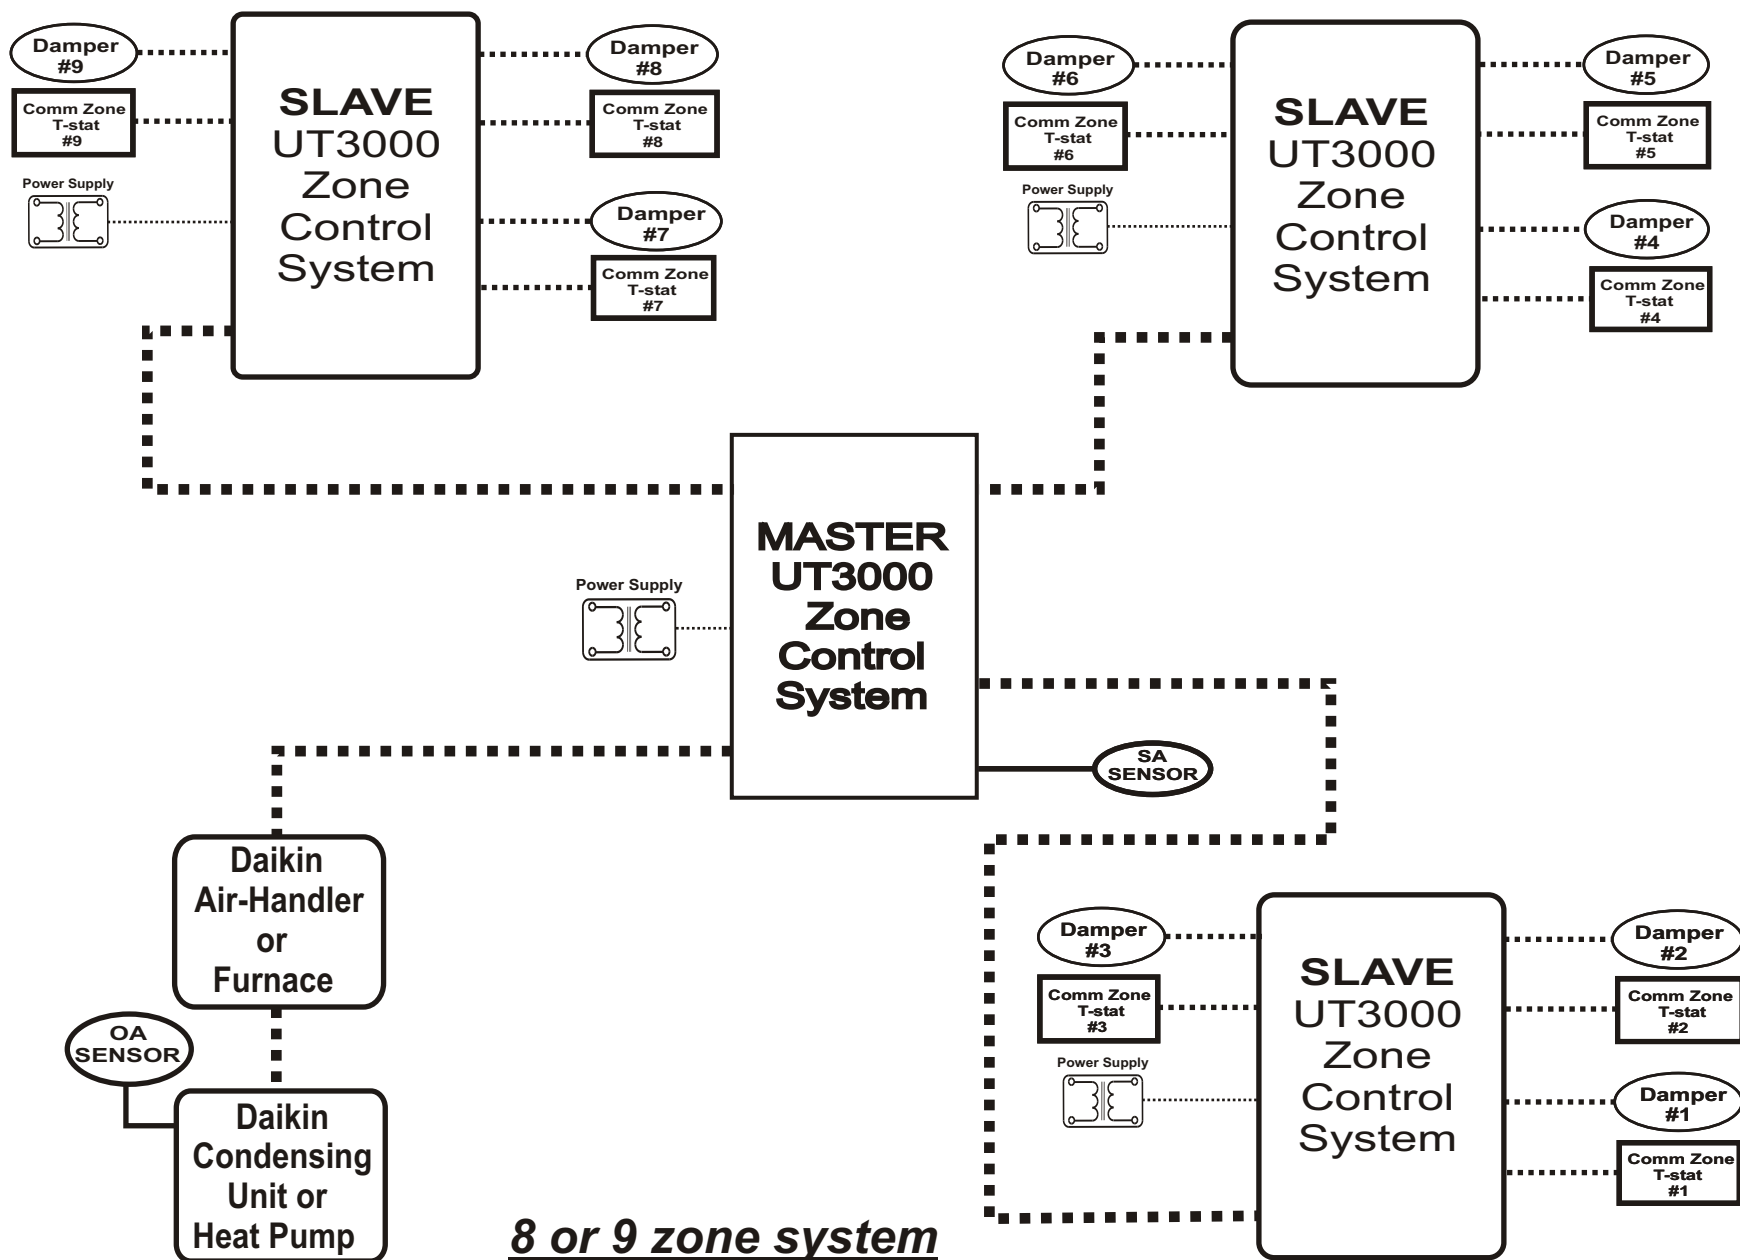 Damper
#9
Comm Zone
T-stat
#9
Power Supply
SLAVE
UT3000
Zone
Control
System
Damper
#8
Comm Zone
T-stat
#8
Damper
#7
Comm Zone
T-stat
#7
Damper
#6
Comm Zone
T-stat
#6
Power Supply
SLAVE
UT3000
Zone
Control
System
Damper
#5
Comm Zone
T-stat
#5
Damper
#4
Comm Zone
T-stat
#4
Power Supply
MASTER
UT3000
Zone
Control
System
SA
SENSOR
Daikin
Air-Handler
or
Furnace
OA
SENSOR
Daikin
Condensing
Unit or
Heat Pump
Damper
#3
Comm Zone
T-stat
#3
Power Supply
SLAVE
UT3000
Zone
Control
System
Damper
#2
Comm Zone
T-stat
#2
Damper
#1
Comm Zone
T-stat
#1
8 or 9 zone system